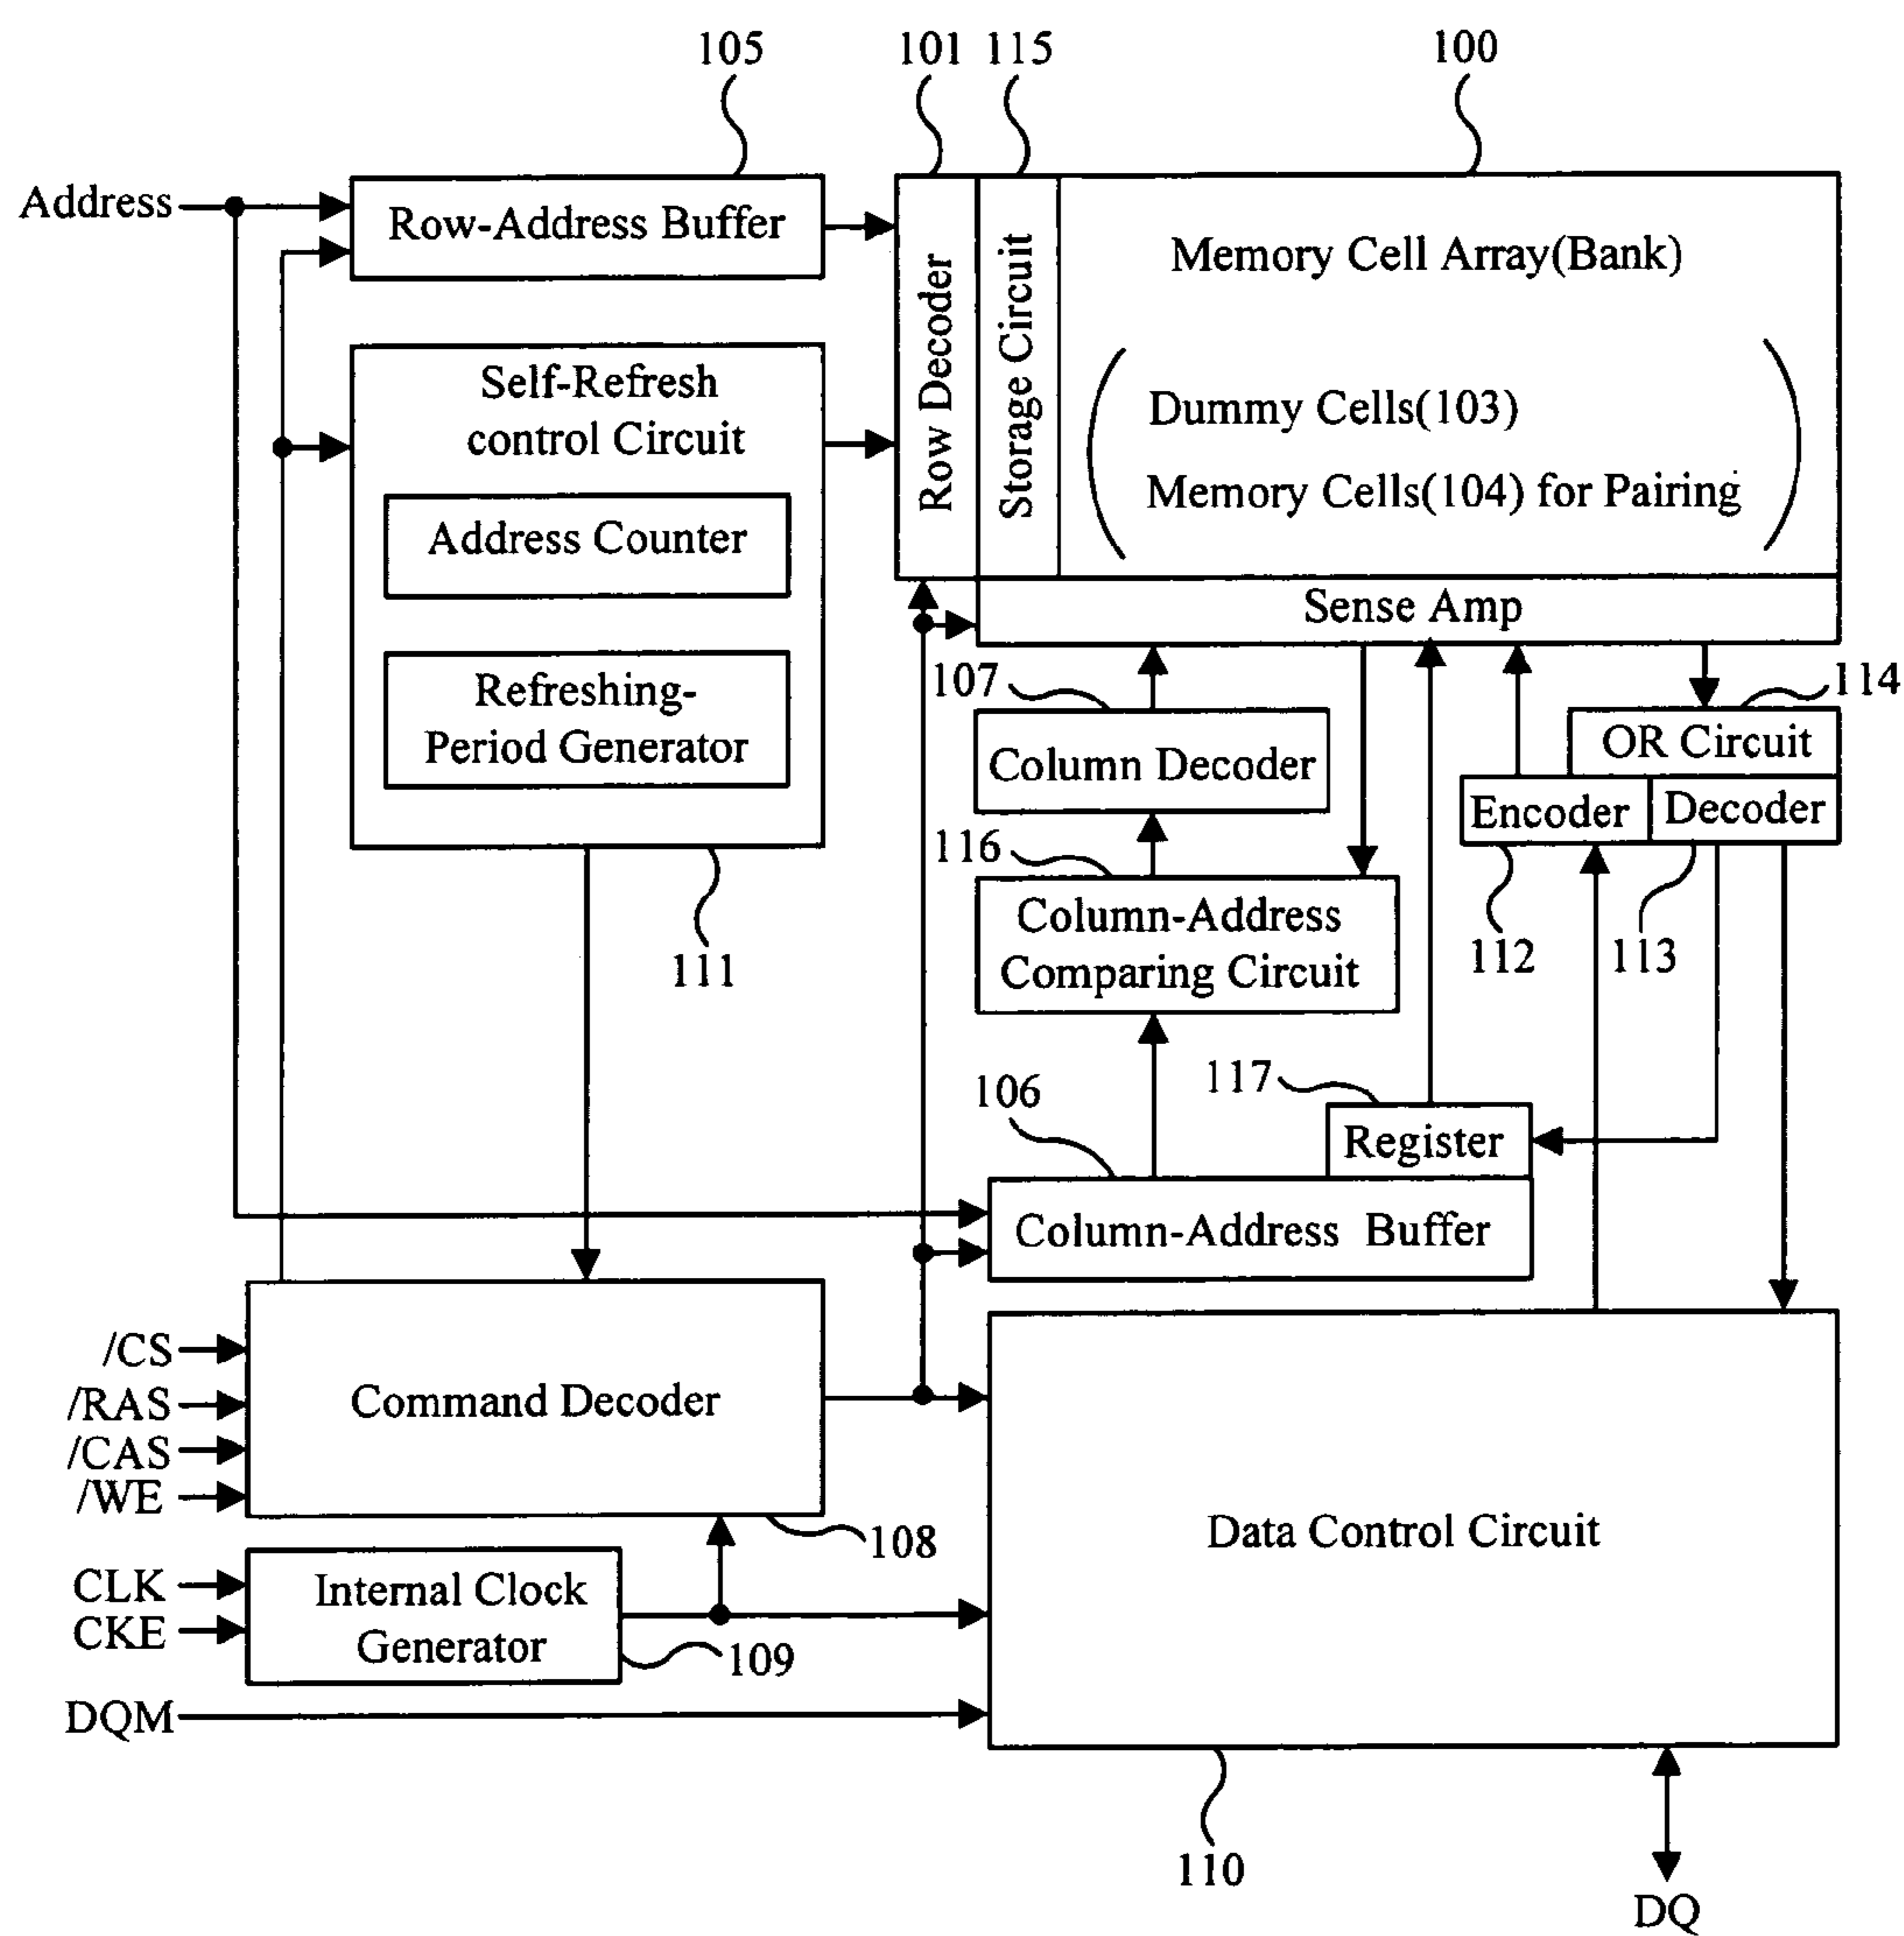 105
101
115
100
Address
Row-Address Buffer
Row Decoder
Storage Circuit
Memory Cell Array(Bank)
Dummy Cells(103)
Memory Cells(104) for Pairing
Self-Refresh
control Circuit
Address Counter
Refreshing-
Period Generator
111
Sense Amp
107
Column Decoder
114
OR Circuit
Encoder
Decoder
112
113
116
Column-Address
Comparing Circuit
117
Register
106
Column-Address Buffer
/CS
/RAS
/CAS
/WE
Command Decoder
108
CLK
CKE
Internal Clock
Generator
109
DQM
Data Control Circuit
110
DQ